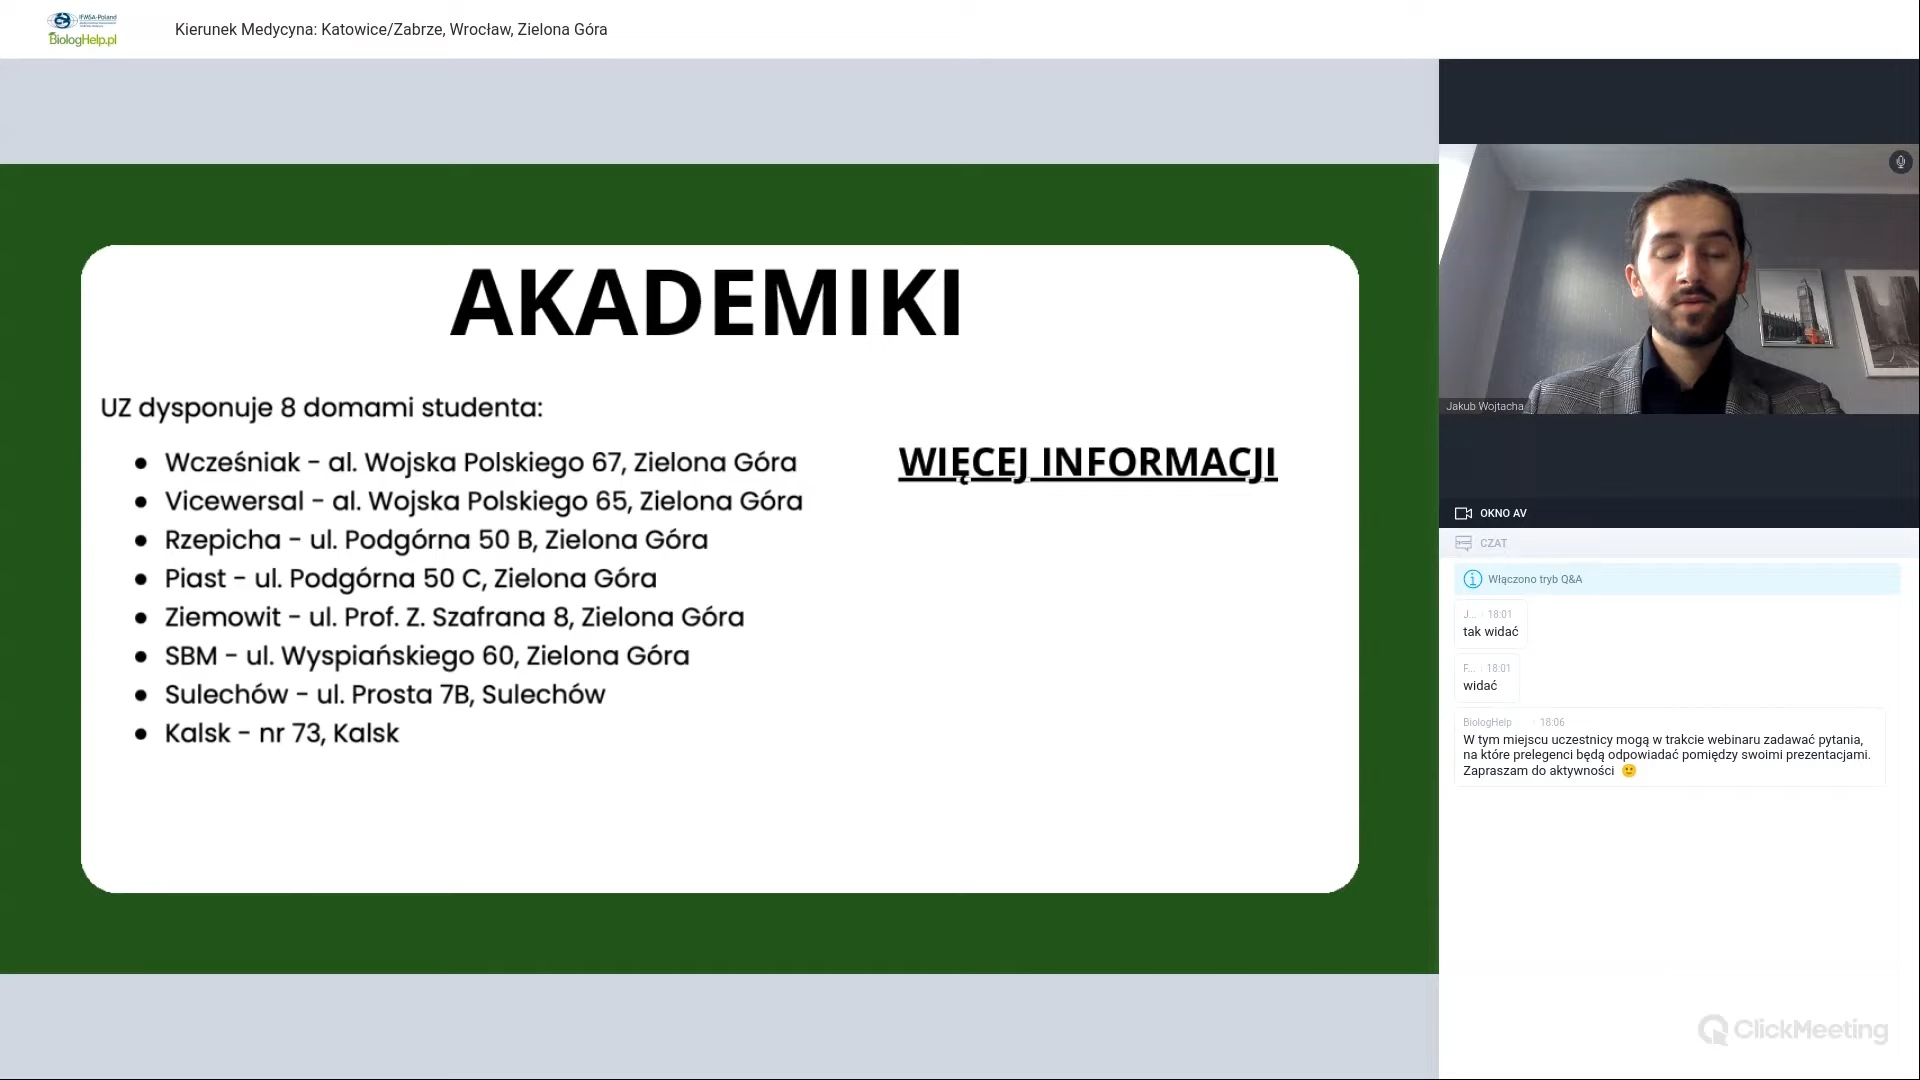 IFMSA-Poland
BiologHelp.pl
Kierunek Medycyna: Katowice/Zabrze, Wrocław, Zielona Góra
AKADEMIKI
UZ dysponuje 8 domami studenta:
• Wcześniak - al. Wojska Polskiego 67, Zielona Góra
• Vicewersal - al. Wojska Polskiego 65, Zielona Góra
• Rzepicha - ul. Podgórna 50 B, Zielona Góra
• Piast - ul. Podgórna 50 C, Zielona Góra
• Ziemowit - ul. Prof. Z. Szafrana 8, Zielona Góra
• SBM - ul. Wyspiańskiego 60, Zielona Góra
• Sulechów - ul. Prosta 7B, Sulechów
• Kalsk - nr 73, Kalsk
WIĘCEJ INFORMACJI
Jakub Wojtacha
OKNO AV
CZAT
Włączono tryb Q&A
J... 18:01
tak widać
F... 18:01
widać
BiologHelp 18:06
W tym miejscu uczestnicy mogą w trakcie webinaru zadawać pytania,
na które prelegenci będą odpowiadać pomiędzy swoimi prezentacjami.
Zapraszam do aktywności 🙂
ClickMeeting